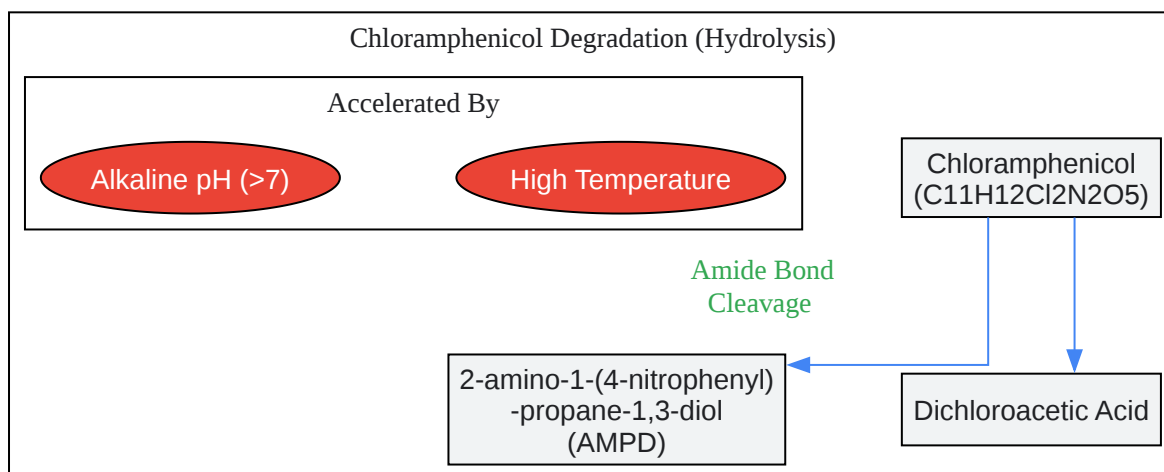 Chloramphenicol Degradation (Hydrolysis)
Accelerated By
Alkaline pH (>7)
High Temperature
Chloramphenicol
(C11H12Cl2N2O5)
Amide Bond
Cleavage
2-amino-1-(4-nitrophenyl)
-propane-1,3-diol
(AMPD)
Dichloroacetic Acid